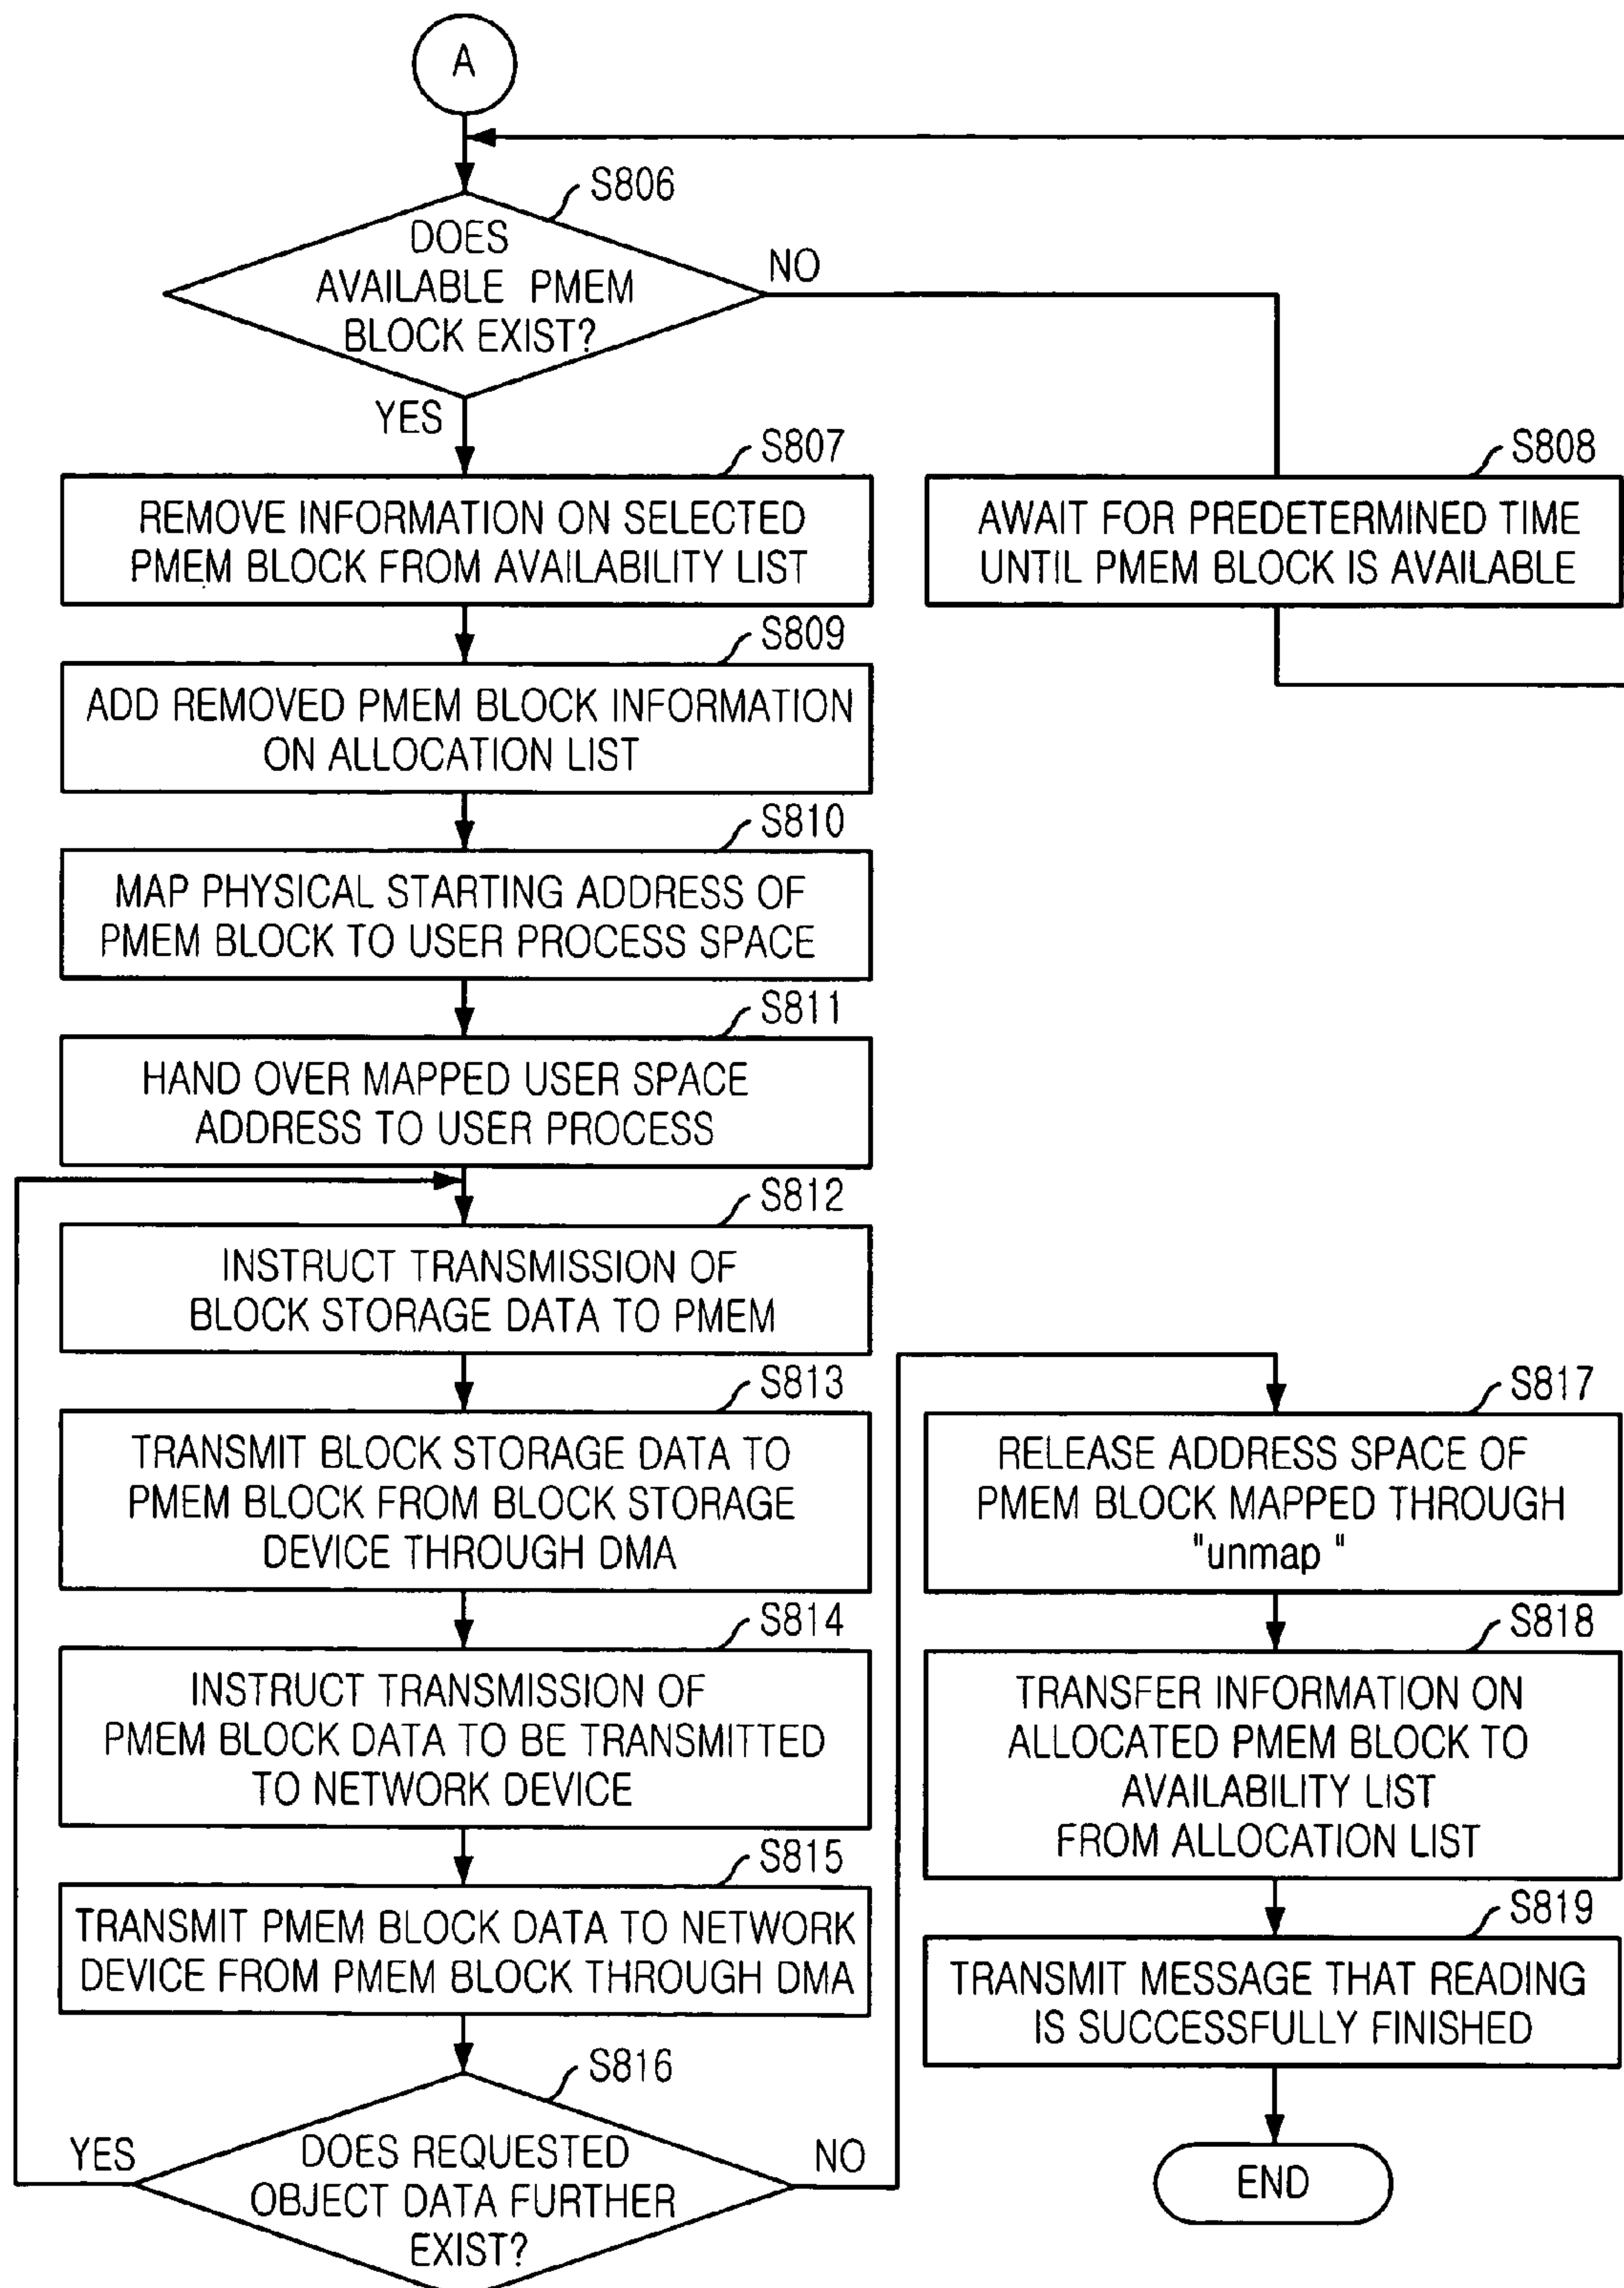 A
S806
DOES
AVAILABLE PMEM
BLOCK EXIST?
NO
YES
S807
REMOVE INFORMATION ON SELECTED
PMEM BLOCK FROM AVAILABILITY LIST
S808
AWAIT FOR PREDETERMINED TIME
UNTIL PMEM BLOCK IS AVAILABLE
S809
ADD REMOVED PMEM BLOCK INFORMATION
ON ALLOCATION LIST
S810
MAP PHYSICAL STARTING ADDRESS OF
PMEM BLOCK TO USER PROCESS SPACE
S811
HAND OVER MAPPED USER SPACE
ADDRESS TO USER PROCESS
S812
INSTRUCT TRANSMISSION OF
BLOCK STORAGE DATA TO PMEM
S813
TRANSMIT BLOCK STORAGE DATA TO
PMEM BLOCK FROM BLOCK STORAGE
DEVICE THROUGH DMA
S814
INSTRUCT TRANSMISSION OF
PMEM BLOCK DATA TO BE TRANSMITTED
TO NETWORK DEVICE
S815
TRANSMIT PMEM BLOCK DATA TO NETWORK
DEVICE FROM PMEM BLOCK THROUGH DMA
S816
DOES REQUESTED
OBJECT DATA FURTHER
EXIST?
YES
NO
S817
RELEASE ADDRESS SPACE OF
PMEM BLOCK MAPPED THROUGH
"unmap "
S818
TRANSFER INFORMATION ON
ALLOCATED PMEM BLOCK TO
AVAILABILITY LIST
FROM ALLOCATION LIST
S819
TRANSMIT MESSAGE THAT READING
IS SUCCESSFULLY FINISHED
END